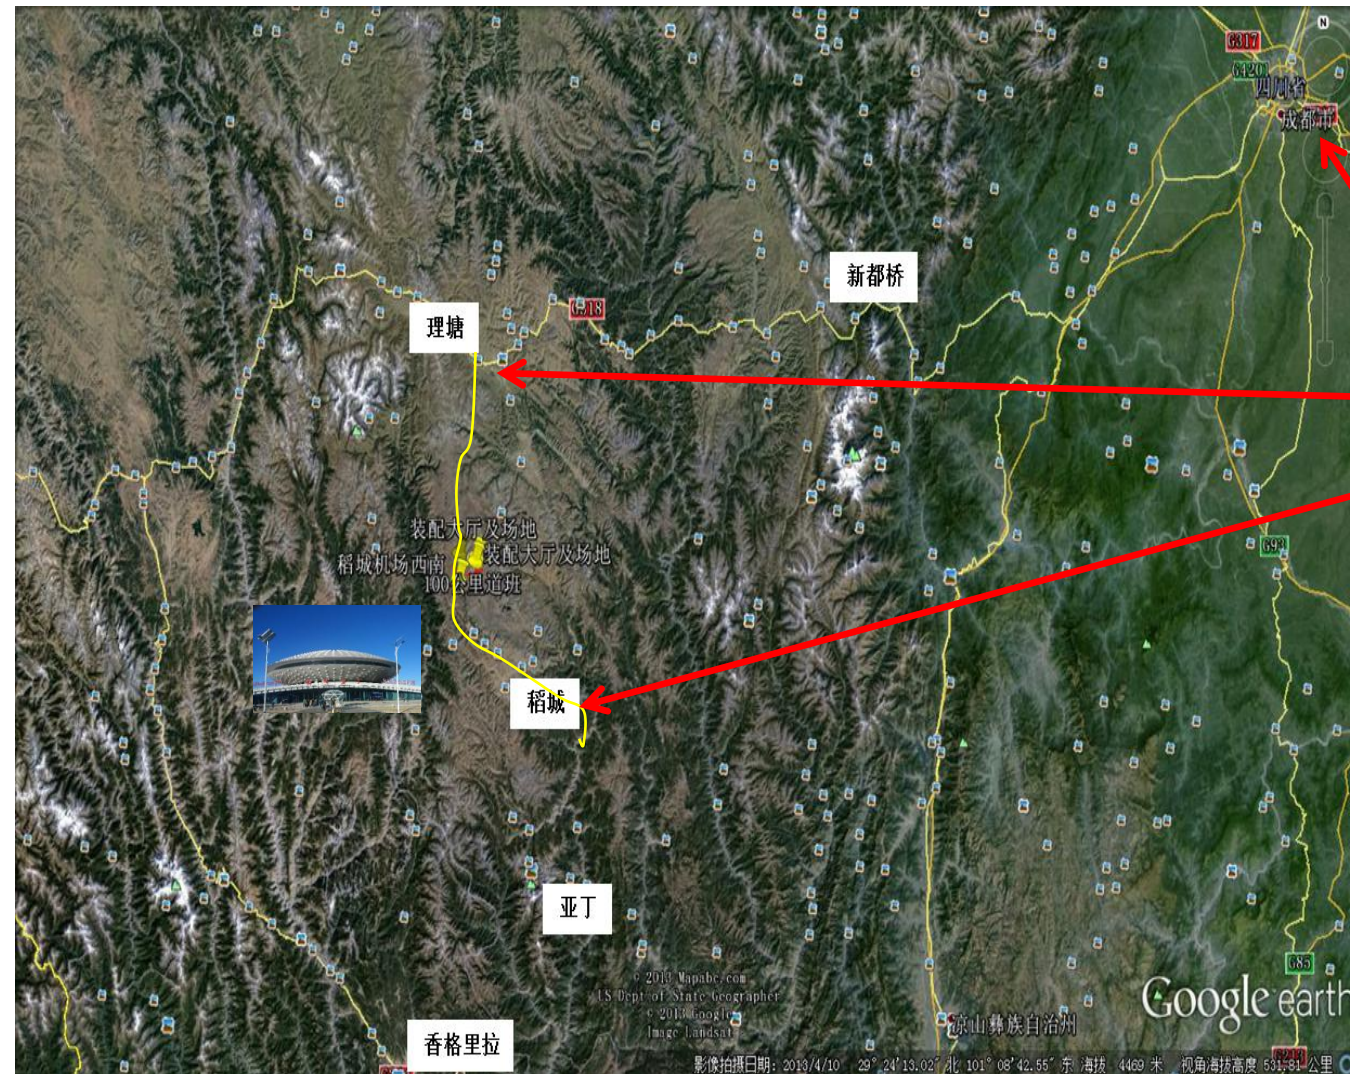 N
G317
G420
四川省
成都市
新都桥
G318
理塘
装配大厅及场地
装配大厅及场地
稻城机场西南
100公里道班
G93
稻城
亚丁
G85
© 2013 Mapabc.com
US Dept of State Geographer
© 2013 Google
Image Landsat
Google earth
凉山彝族自治州
香格里拉
影像拍摄日期: 2013/4/10 29° 24′13.02″ 北 101° 08′42.55″ 东 海拔 4469 米 视角海拔高度 531.81 公里